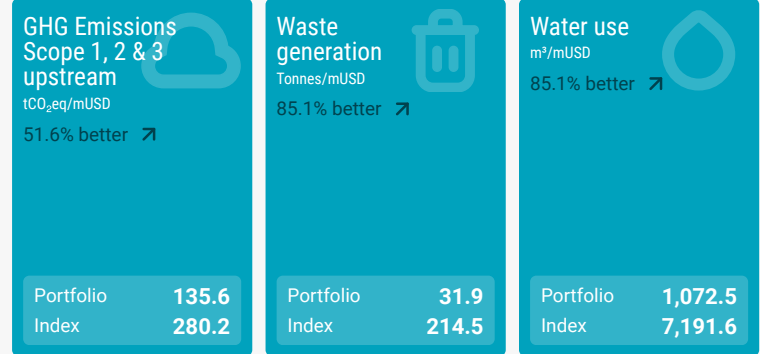 GHG Emissions
Scope 1, 2 & 3
upstream
tCO₂eq/mUSD
51.6% better
Portfolio 135.6
Index 280.2
Waste
generation
Tonnes/mUSD
85.1% better
Portfolio 31.9
Index 214.5
Water use
m³/mUSD
85.1% better
Portfolio 1,072.5
Index 7,191.6